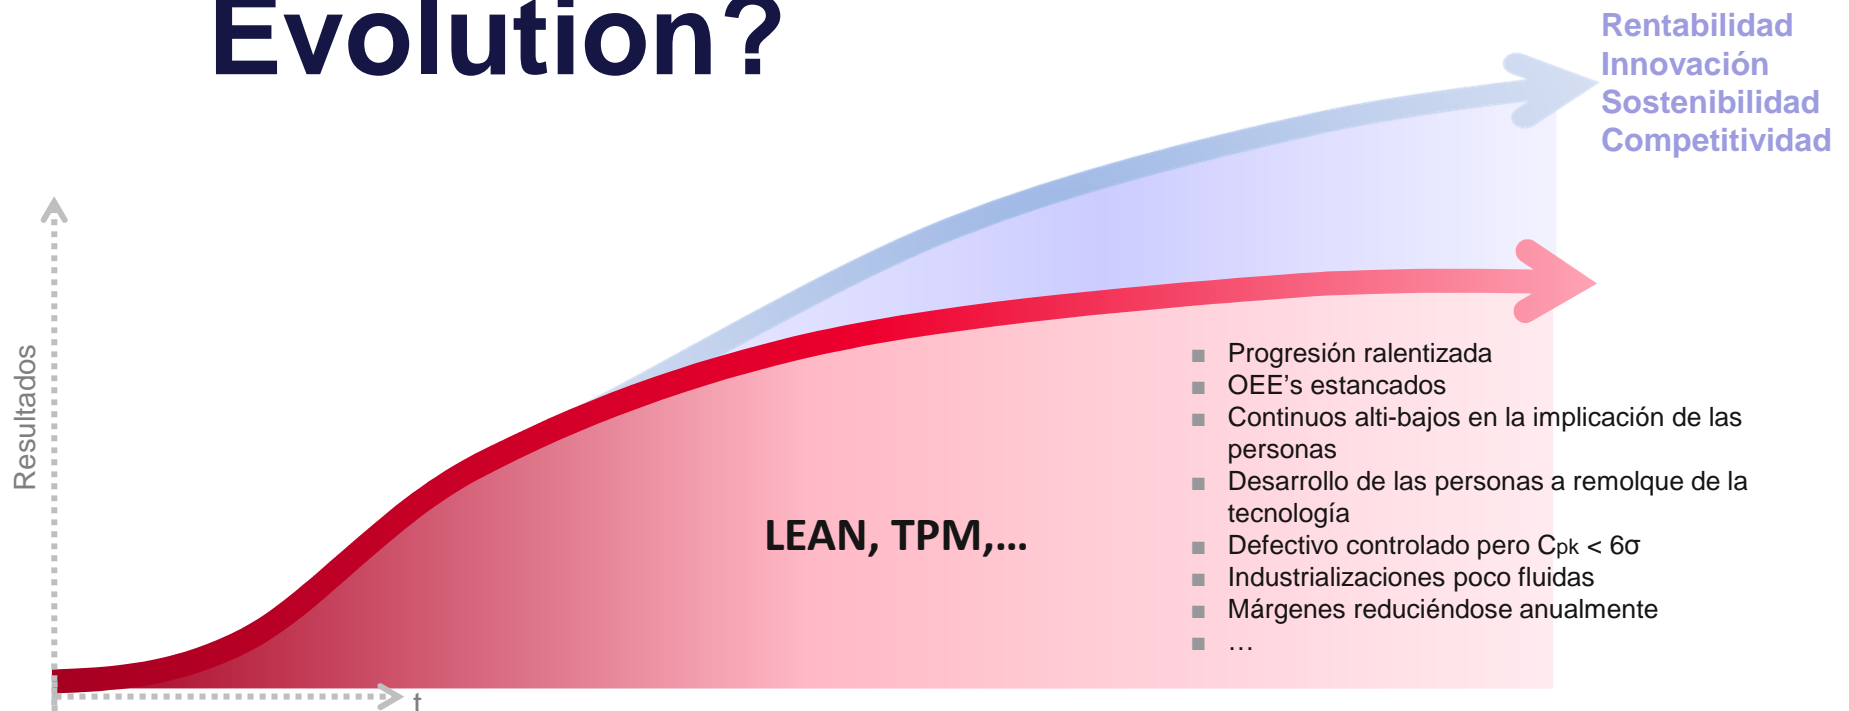 Evolution?
Rentabilidad
Innovación
Sostenibilidad
Competitividad
Resultados
■ Progresión ralentizada
■ OEE's estancados
■ Continuos alti-bajos en la implicación de las
personas
■ Desarrollo de las personas a remolque de la
tecnología
■ Defectivo controlado pero Cpk < 6σ
■ Industrializaciones poco fluidas
■ Márgenes reduciéndose anualmente
■ …
LEAN, TPM,...
t